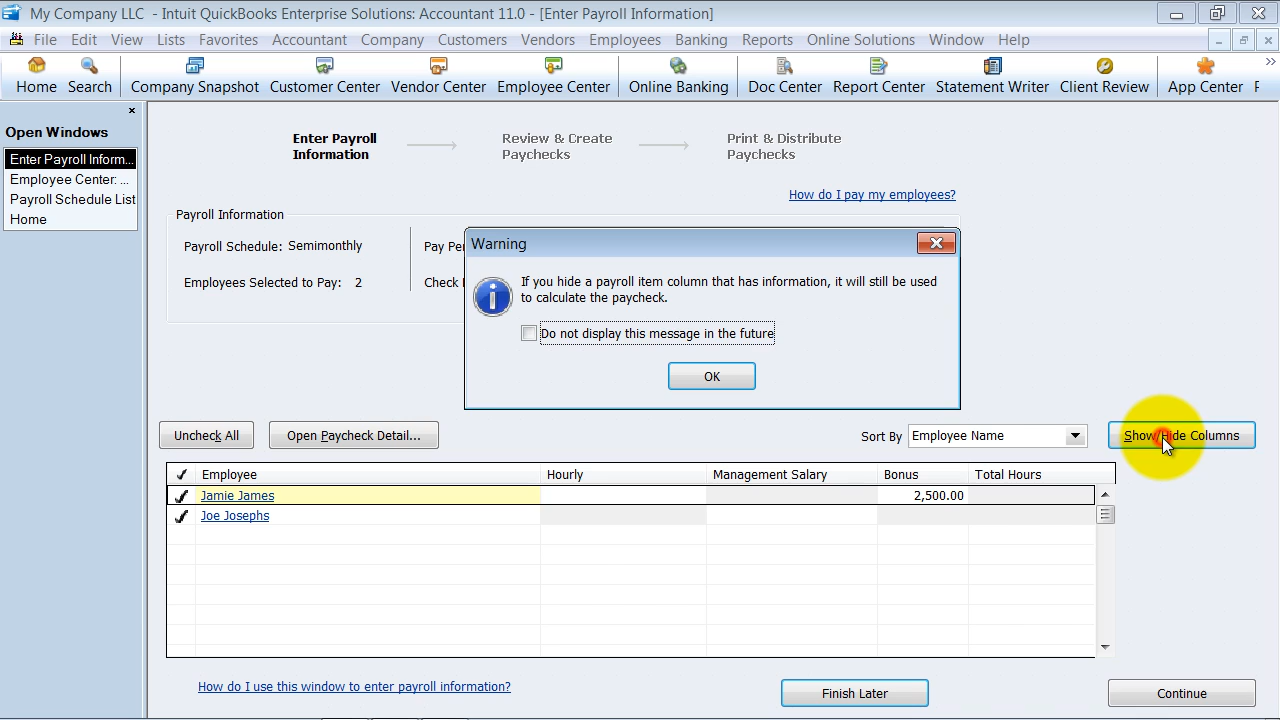 My Company LLC - Intuit QuickBooks Enterprise Solutions: Accountant 11.0 - [Enter Payroll Information]
File Edit View Lists Favorites Accountant Company Customers Vendors Employees Banking Reports Online Solutions Window Help
Home Search Company Snapshot Customer Center Vendor Center Employee Center Online Banking Doc Center Report Center Statement Writer Client Review App Center
Open Windows
Enter Payroll Inform...
Employee Center: ...
Payroll Schedule List
Home
Enter Payroll Information
Review & Create Paychecks
Print & Distribute Paychecks
How do I pay my employees?
Payroll Information
Payroll Schedule: Semimonthly
Pay Pe
Employees Selected to Pay: 2
Check
Warning
If you hide a payroll item column that has information, it will still be used
to calculate the paycheck.
Do not display this message in the future
OK
Uncheck All Open Paycheck Detail... Sort By Employee Name Show/Hide Columns
Employee Hourly Management Salary Bonus Total Hours
Jamie James 2,500.00
Joe Josephs
How do I use this window to enter payroll information?
Finish Later Continue